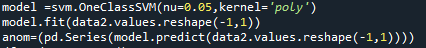 model =svm.OneClassSVM(nu=0.05,kernel='poly')
model.fit(data2.values.reshape(-1,1))
anom=(pd.Series(model.predict(data2.values.reshape(-1,1))))